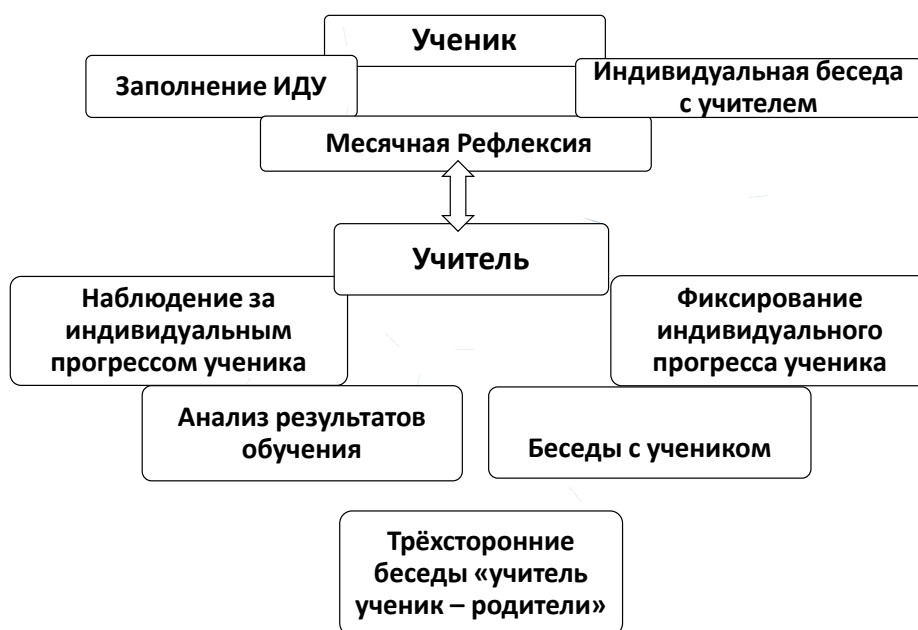 Ученик
Заполнение ИДУ
Индивидуальная беседа
с учителем
Месячная Рефлексия
Учитель
Наблюдение за
индивидуальным
прогрессом ученика
Фиксирование
индивидуального
прогресса ученика
Анализ результатов
обучения
Беседы с учеником
Трёхсторонние
беседы «учитель
ученик – родители»